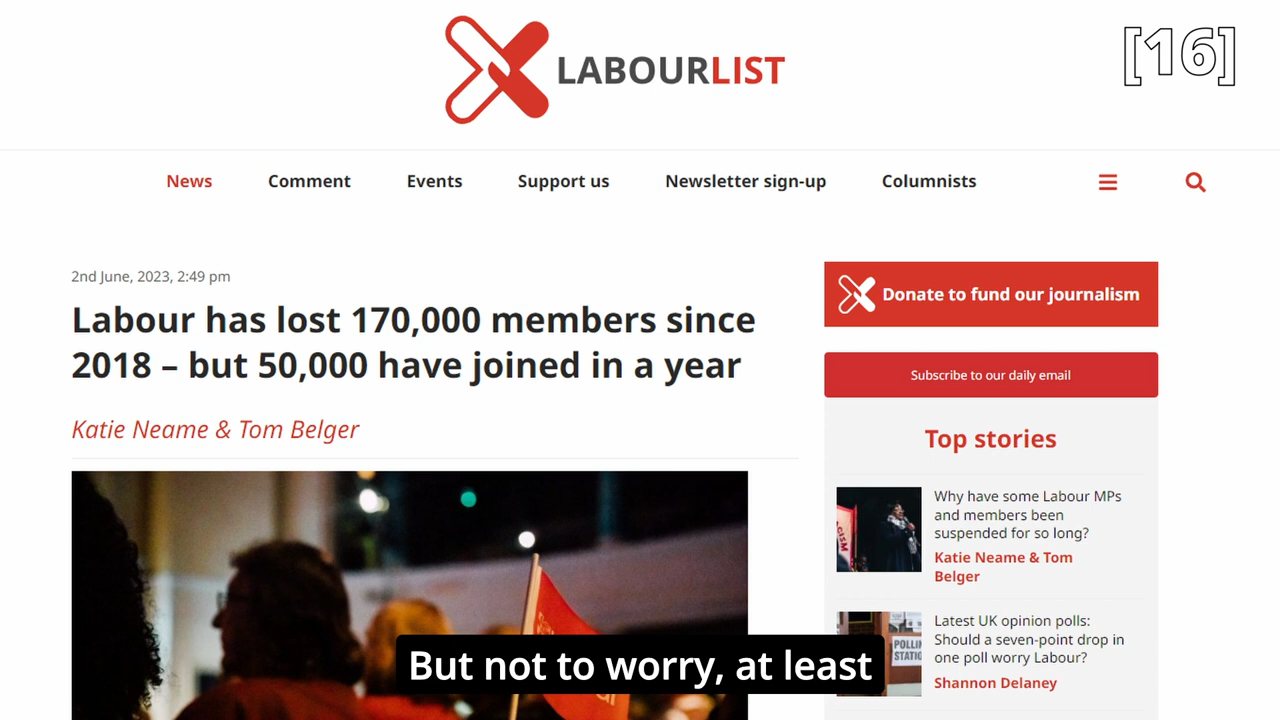 LABOURLIST
[16]
News
Comment
Events
Support us
Newsletter sign-up
Columnists
2nd June, 2023, 2:49 pm
Labour has lost 170,000 members since
2018 – but 50,000 have joined in a year
Katie Neame & Tom Belger
Donate to fund our journalism
Subscribe to our daily email
Top stories
Why have some Labour MPs
and members been
suspended for so long?
Katie Neame & Tom
Belger
Latest UK opinion polls:
Should a seven-point drop in
one poll worry Labour?
Shannon Delaney
But not to worry, at least